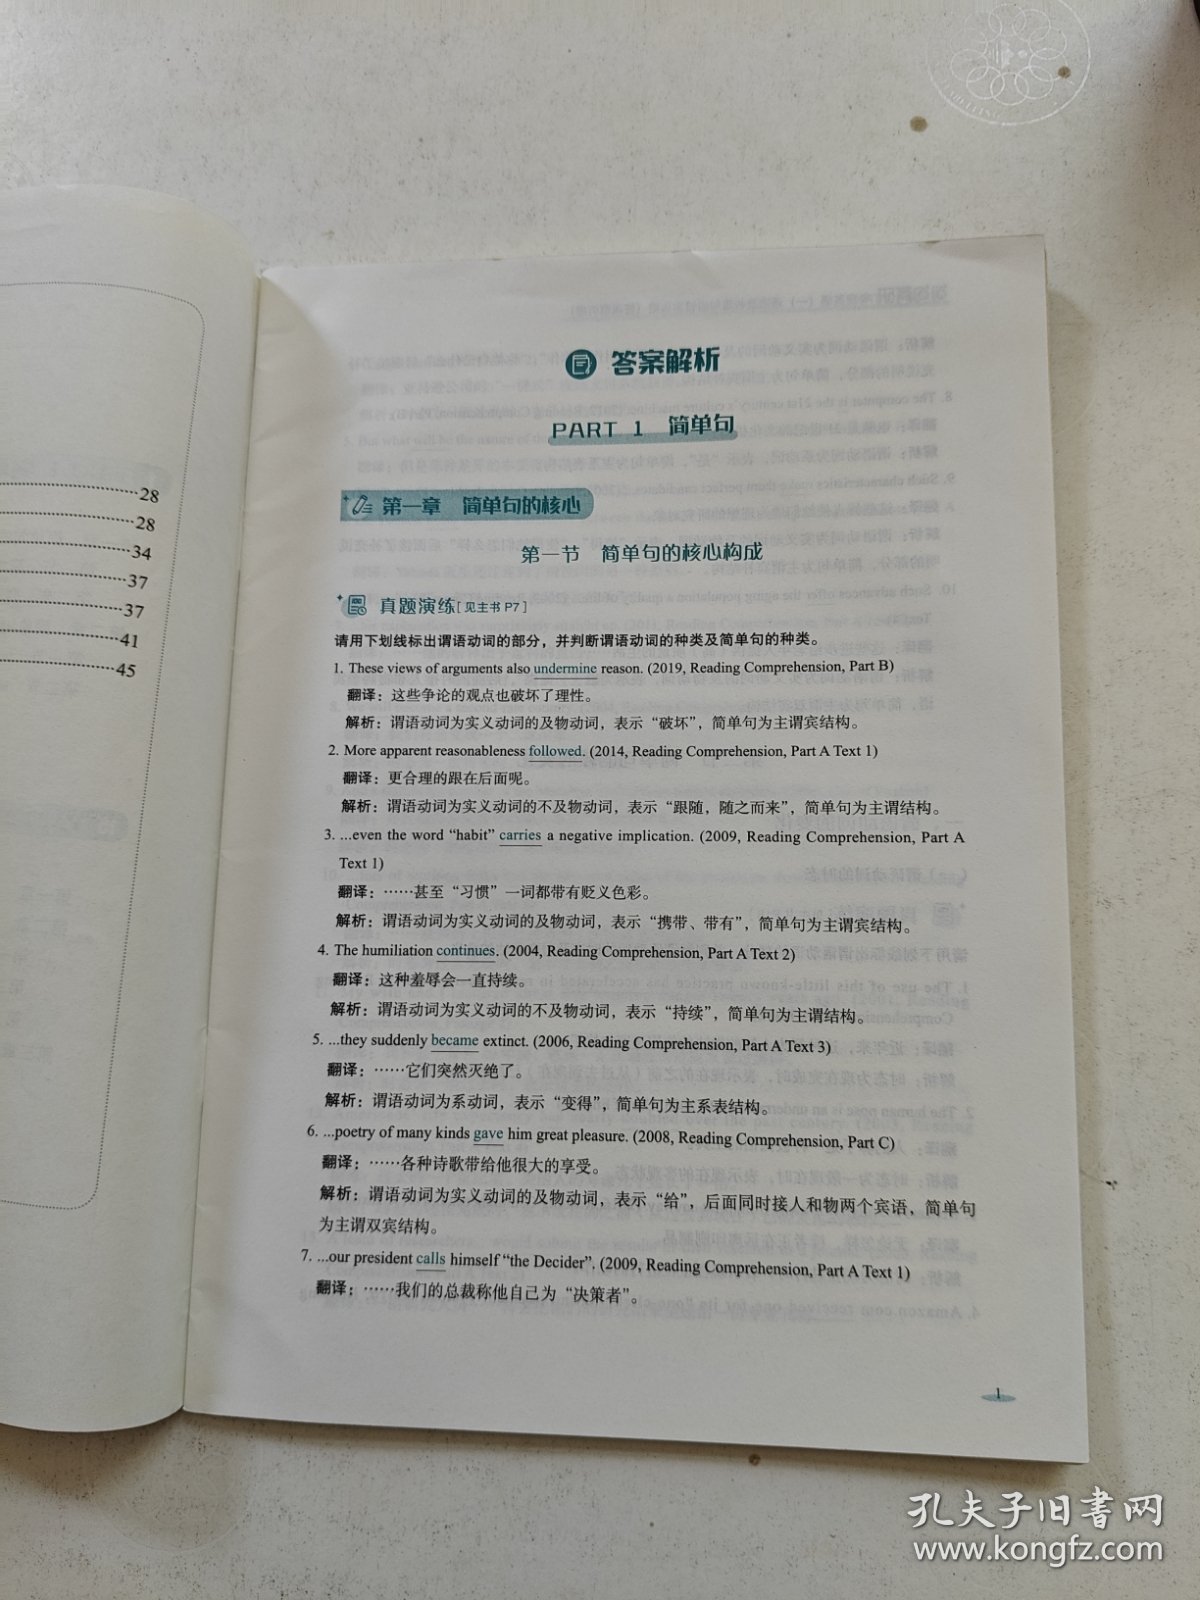 28
28
34
37
37
41
45
答案解析
PART 1 简单句
第一章 简单句的核心
第一节 简单句的核心构成
真题演练[见主书 P7]
请用下划线标出谓语动词的部分，并判断谓语动词的种类及简单句的种类。
1. These views of arguments also undermine reason. (2019, Reading Comprehension, Part B)
翻译：这些争论的观点也破坏了理性。
解析：谓语动词为实义动词的及物动词，表示“破坏”，简单句为主谓宾结构。
2. More apparent reasonableness followed. (2014, Reading Comprehension, Part A Text 1)
翻译：更合理的跟在后面呢。
解析：谓语动词为实义动词的不及物动词，表示“跟随，随之而来”，简单句为主谓结构。
3. ...even the word “habit” carries a negative implication. (2009, Reading Comprehension, Part A
Text 1)
翻译：……甚至“习惯”一词都带有贬义色彩。
解析：谓语动词为实义动词的及物动词，表示“携带、带有”，简单句为主谓宾结构。
4. The humiliation continues. (2004, Reading Comprehension, Part A Text 2)
翻译：这种羞辱会一直持续。
解析：谓语动词为实义动词的不及物动词，表示“持续”，简单句为主谓结构。
5. ...they suddenly became extinct. (2006, Reading Comprehension, Part A Text 3)
翻译：……它们突然灭绝了。
解析：谓语动词为系动词，表示“变得”，简单句为主系表结构。
6. ...poetry of many kinds gave him great pleasure. (2008, Reading Comprehension, Part C)
翻译：……各种诗歌带给他很大的享受。
解析：谓语动词为实义动词的及物动词，表示“给”，后面同时接人和物两个宾语，简单句
为主谓双宾结构。
7. ...our president calls himself “the Decider”. (2009, Reading Comprehension, Part A Text 1)
翻译：……我们的总裁称他自己为“决策者”。
1
孔夫子旧书网
www.kongfz.com